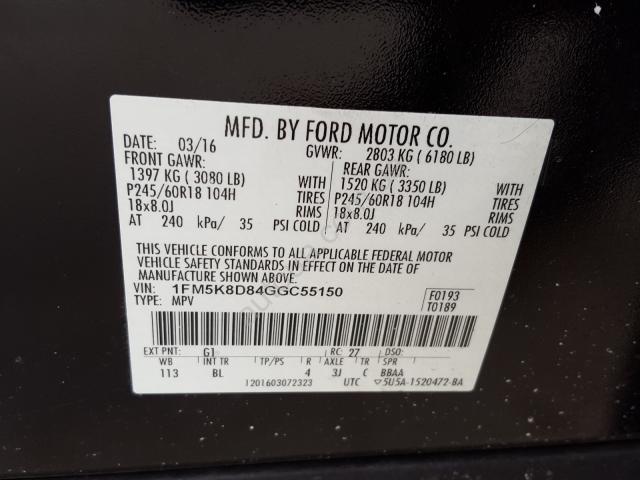 MFD. BY FORD MOTOR CO.
DATE: 03/16 GVWR: 2803 KG ( 6180 LB)
FRONT GAWR: REAR GAWR:
1397 KG ( 3080 LB) 1520 KG ( 3350 LB)
P245/60R18 104H TIRES P245/60R18 104H TIRES
18x8.0J RIMS 18x8.0J RIMS
AT 240 kPa/ 35 PSI COLD AT 240 kPa/ 35 PSI COLD
THIS VEHICLE CONFORMS TO ALL APPLICABLE FEDERAL MOTOR
VEHICLE SAFETY AND BUMPER STANDARDS IN EFFECT ON THE DATE OF
MANUFACTURE SHOWN ABOVE.
VIN: 1FM5K8D84GGC55150 F0193
TYPE: MPV T0189
EXT PNT: G1 RC: 27 DSO:
WB INT TR TP/PS R AXLE TR SPR
113 BL 4 3J C BBAA
1201603072323 UTC 5U5A-1520472-BA